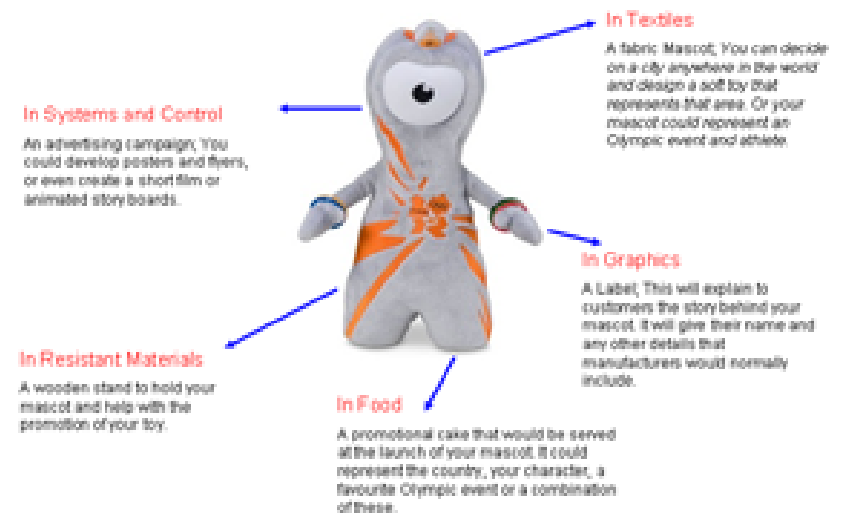 In Textiles
A fabric Mascot; You can decide
on a city anywhere in the world
and design a soft toy that
represents that area. Or your
mascot could represent an
Olympic event and athlete.
In Systems and Control
An advertising campaign; You
could develop posters and flyers,
or even create a short film or
animated story boards.
In Graphics
A Label; This will explain to
customers the story behind your
mascot. It will give their name and
any other details that
manufacturers would normally
include.
In Resistant Materials
A wooden stand to hold your
mascot and help with the
promotion of your toy.
In Food
A promotional cake that would be served
at the launch of your mascot. It could
represent the country, your character, a
favourite Olympic event or a combination
of these.